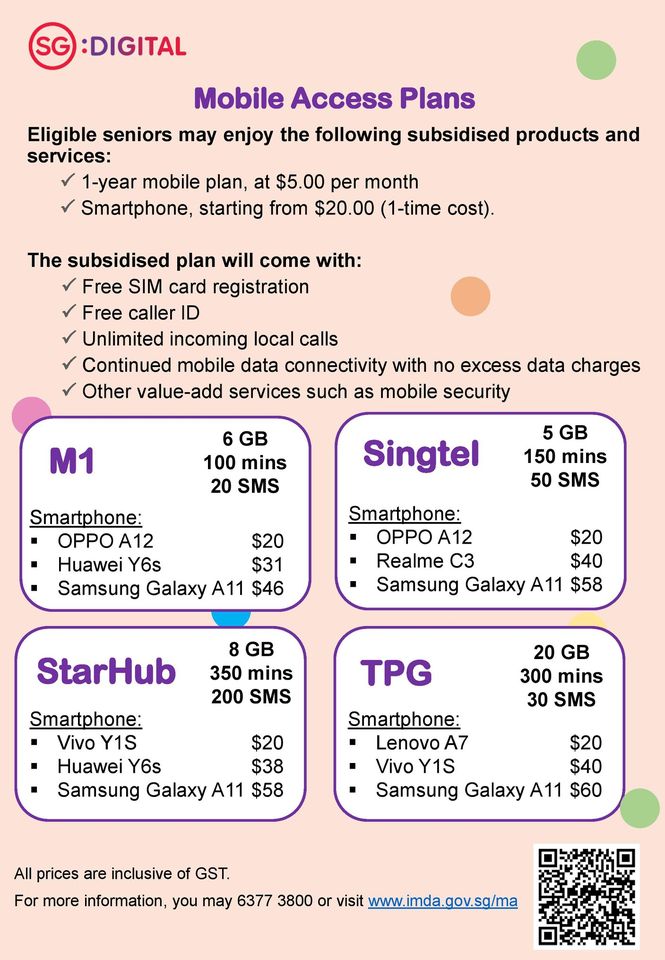 SG :DIGITAL
Mobile Access Plans
Eligible seniors may enjoy the following subsidised products and
services:
✓ 1-year mobile plan, at $5.00 per month
✓ Smartphone, starting from $20.00 (1-time cost).
The subsidised plan will come with:
✓ Free SIM card registration
✓ Free caller ID
✓ Unlimited incoming local calls
✓ Continued mobile data connectivity with no excess data charges
✓ Other value-add services such as mobile security
M1
6 GB
100 mins
20 SMS
Smartphone:
▪ OPPO A12 $20
▪ Huawei Y6s $31
▪ Samsung Galaxy A11 $46
Singtel
5 GB
150 mins
50 SMS
Smartphone:
▪ OPPO A12 $20
▪ Realme C3 $40
▪ Samsung Galaxy A11 $58
StarHub
8 GB
350 mins
200 SMS
Smartphone:
▪ Vivo Y1S $20
▪ Huawei Y6s $38
▪ Samsung Galaxy A11 $58
TPG
20 GB
300 mins
30 SMS
Smartphone:
▪ Lenovo A7 $20
▪ Vivo Y1S $40
▪ Samsung Galaxy A11 $60
All prices are inclusive of GST.
For more information, you may 6377 3800 or visit www.imda.gov.sg/ma